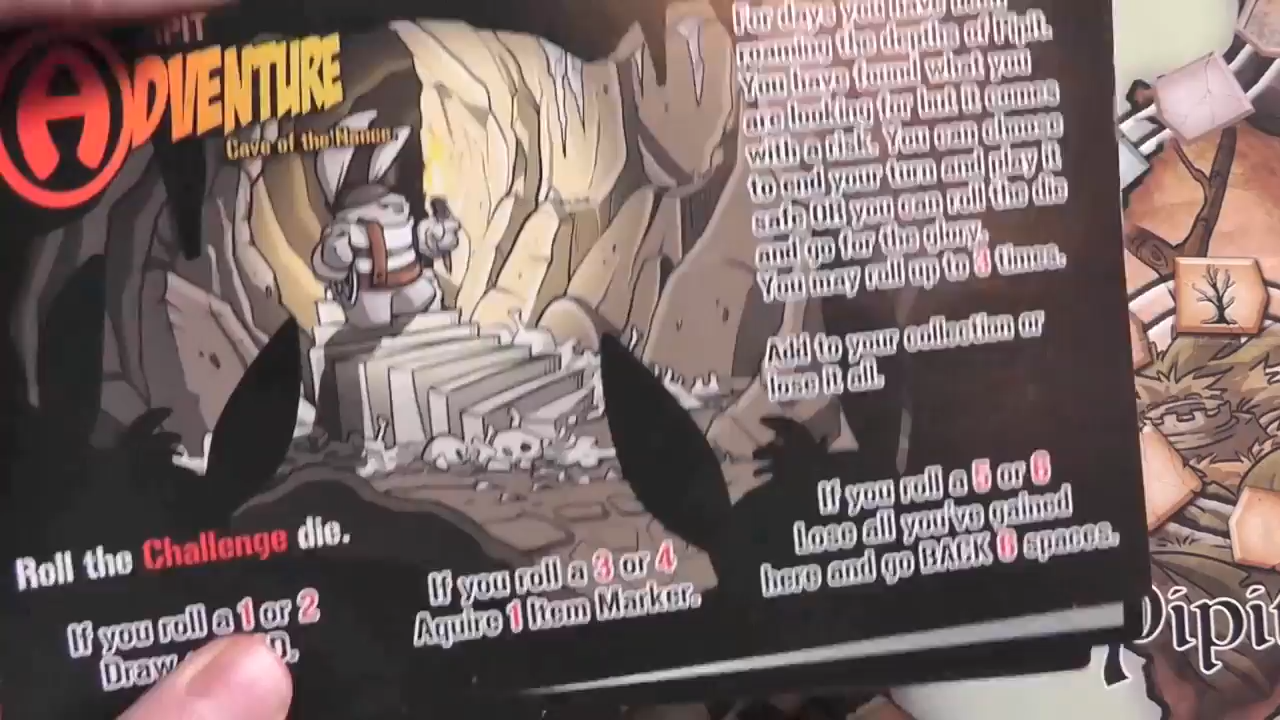 ADVENTURE
Cave of the
For days you have been
roaming the depths of Pipit.
You have found what you
are looking for but it comes
with a risk. You can choose
to end your turn and play it
safe OR you can roll the die
and go for the glory.
You may roll up to 4 times.
Add to your collection or
lose it all.
Roll the Challenge die.
If you roll a 1 or 2
Draw
If you roll a 3 or 4
Aquire 1 Item Marker.
If you roll a 5 or 6
Lose all you've gained
here and go BACK 6 spaces.
Pipi